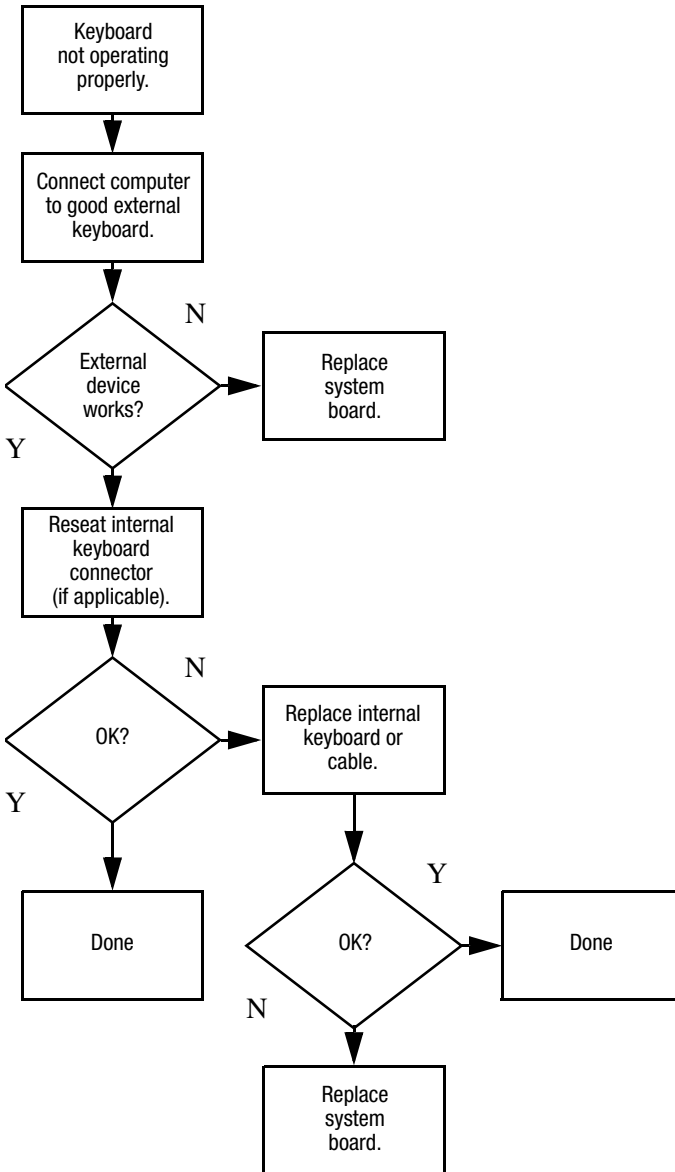 Keyboard
not operating
properly.
Connect computer
to good external
keyboard.
N
External
device
works?
Replace
system
board.
Y
Reseat internal
keyboard
connector
(if applicable).
N
OK?
Replace internal
keyboard or
cable.
Y
Y
Done
OK?
Done
N
Replace
system
board.